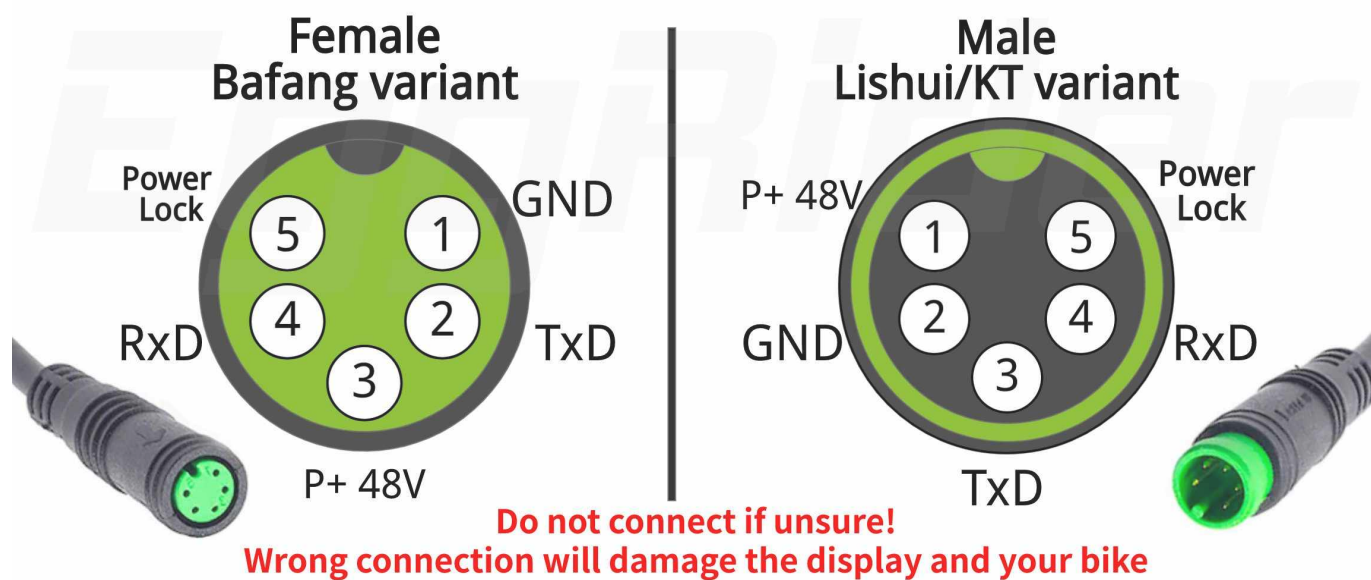 EggRider
Female
Bafang variant
Power
Lock
GND
5
1
4
2
RxD
TxD
3
P+ 48V
Male
Lishui/KT variant
P+ 48V
Power
Lock
1
5
2
4
GND
RxD
3
TxD
Do not connect if unsure!
Wrong connection will damage the display and your bike